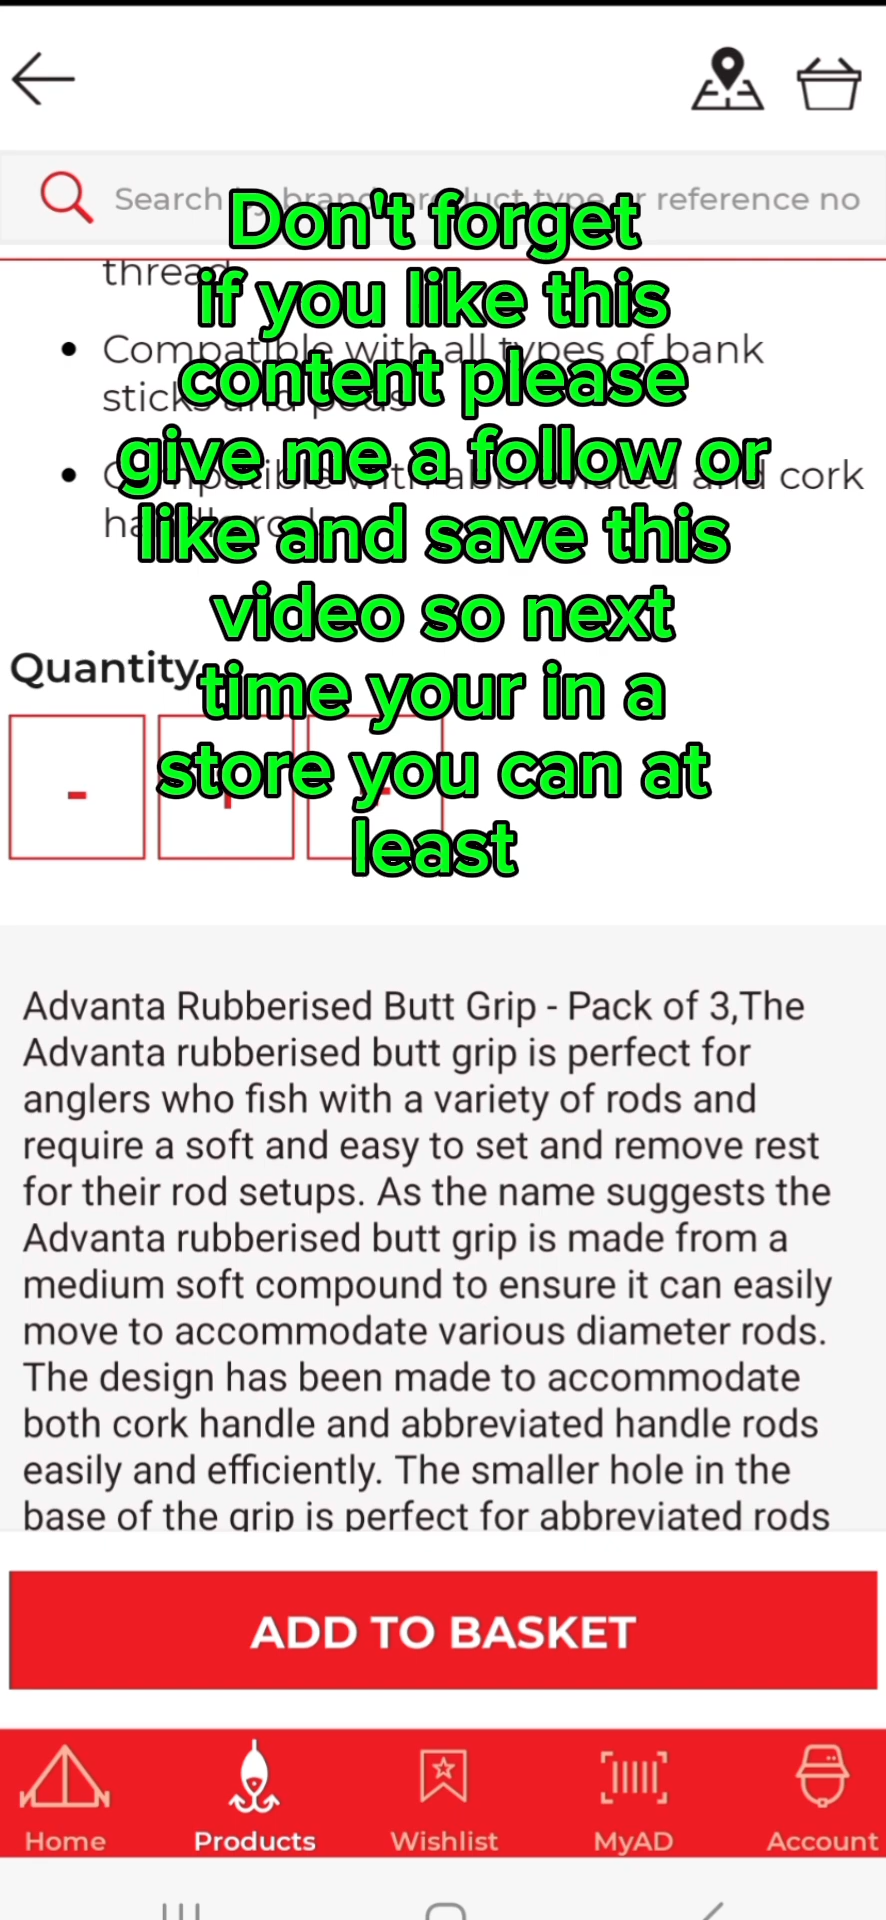 Search by brand, product type or reference no
Don't forget
thread
if you like this
Compatible with all types of bank
content please
sticks and pods
give me a follow or
Compatible with abbreviated and cork
like and save this
video so next
Quantity
time your in a
-
store you can at
least
Advanta Rubberised Butt Grip - Pack of 3,The
Advanta rubberised butt grip is perfect for
anglers who fish with a variety of rods and
require a soft and easy to set and remove rest
for their rod setups. As the name suggests the
Advanta rubberised butt grip is made from a
medium soft compound to ensure it can easily
move to accommodate various diameter rods.
The design has been made to accommodate
both cork handle and abbreviated handle rods
easily and efficiently. The smaller hole in the
base of the grip is perfect for abbreviated rods
ADD TO BASKET
Home Products Wishlist MyAD Account